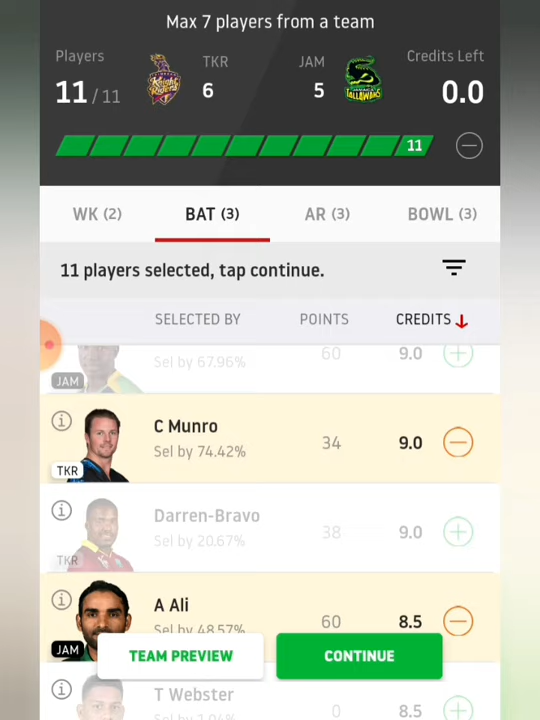 Max 7 players from a team
Players TKR JAM Credits Left
11 / 11 6 5 0.0
11
WK (2) BAT (3) AR (3) BOWL (3)
11 players selected, tap continue.
SELECTED BY POINTS CREDITS
Sel by 67.96% 60 9.0
JAM
C Munro
Sel by 74.42% 34 9.0
TKR
Darren-Bravo
Sel by 20.67% 38 9.0
TKR
A Ali
Sel by 48.57% 60 8.5
JAM
TEAM PREVIEW CONTINUE
T Webster
0 8.5